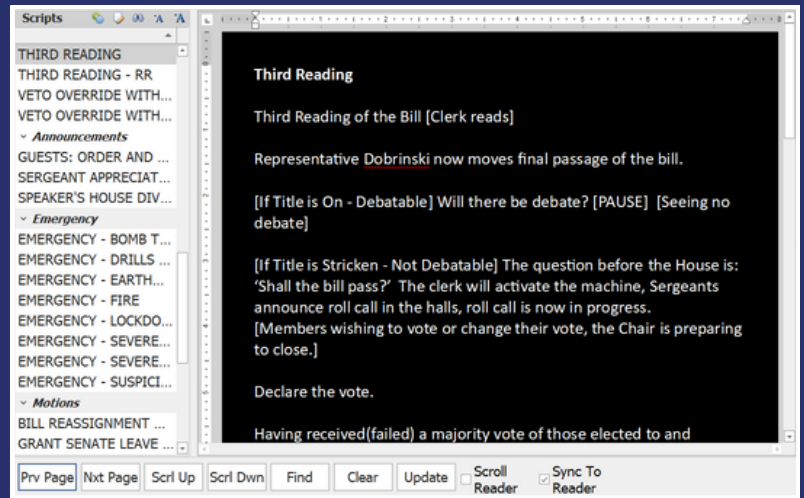 Scripts
THIRD READING
THIRD READING - RR
VETO OVERRIDE WITH...
VETO OVERRIDE WITH...
Announcements
GUESTS: ORDER AND ...
SERGEANT APPRECIAT...
SPEAKER'S HOUSE DIV...
Emergency
EMERGENCY - BOMB T...
EMERGENCY - DRILLS ...
EMERGENCY - EARTH...
EMERGENCY - FIRE
EMERGENCY - LOCKDO...
EMERGENCY - SEVERE...
EMERGENCY - SEVERE...
EMERGENCY - SUSPICI...
Motions
BILL REASSIGNMENT ...
GRANT SENATE LEAVE ...
Third Reading
Third Reading of the Bill [Clerk reads]
Representative Dobrinski now moves final passage of the bill.
[If Title is On - Debatable] Will there be debate? [PAUSE]  [Seeing no
debate]
[If Title is Stricken - Not Debatable] The question before the House is:
‘Shall the bill pass?’  The clerk will activate the machine, Sergeants
announce roll call in the halls, roll call is now in progress.
[Members wishing to vote or change their vote, the Chair is preparing
to close.]
Declare the vote.
Having received(failed) a majority vote of those elected to and
Prv Page Nxt Page Scrl Up Scrl Dwn Find Clear Update Scroll Reader Sync To Reader